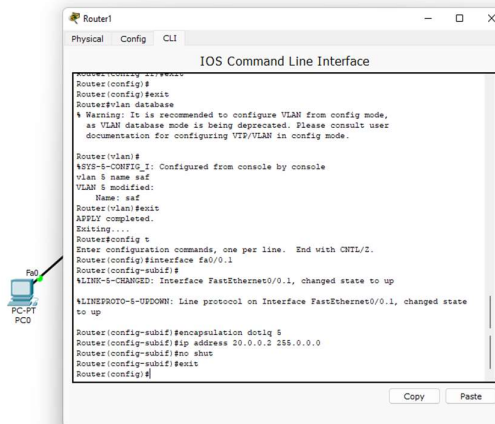 Router1
Physical Config CLI
IOS Command Line Interface
Router(config-if)#exit
Router(config)#
Router(config)#exit
Router#vlan database
% Warning: It is recommended to configure VLAN from config mode,
as VLAN database mode is being deprecated. Please consult user
documentation for configuring VTP/VLAN in config mode.
Router(vlan)#
%SYS-5-CONFIG_I: Configured from console by console
vlan 5 name saf
VLAN 5 modified:
Name: saf
Router(vlan)#exit
APPLY completed.
Exiting....
Router#config t
Enter configuration commands, one per line. End with CNTL/Z.
Router(config)#interface fa0/0.1
Router(config-subif)#
%LINK-5-CHANGED: Interface FastEthernet0/0.1, changed state to up
%LINEPROTO-5-UPDOWN: Line protocol on Interface FastEthernet0/0.1, changed state
to up
Router(config-subif)#encapsulation dot1q 5
Router(config-subif)#ip address 20.0.0.2 255.0.0.0
Router(config-subif)#no shut
Router(config-subif)#exit
Router(config)#
Copy Paste
Fa0
PC-PT
PC0